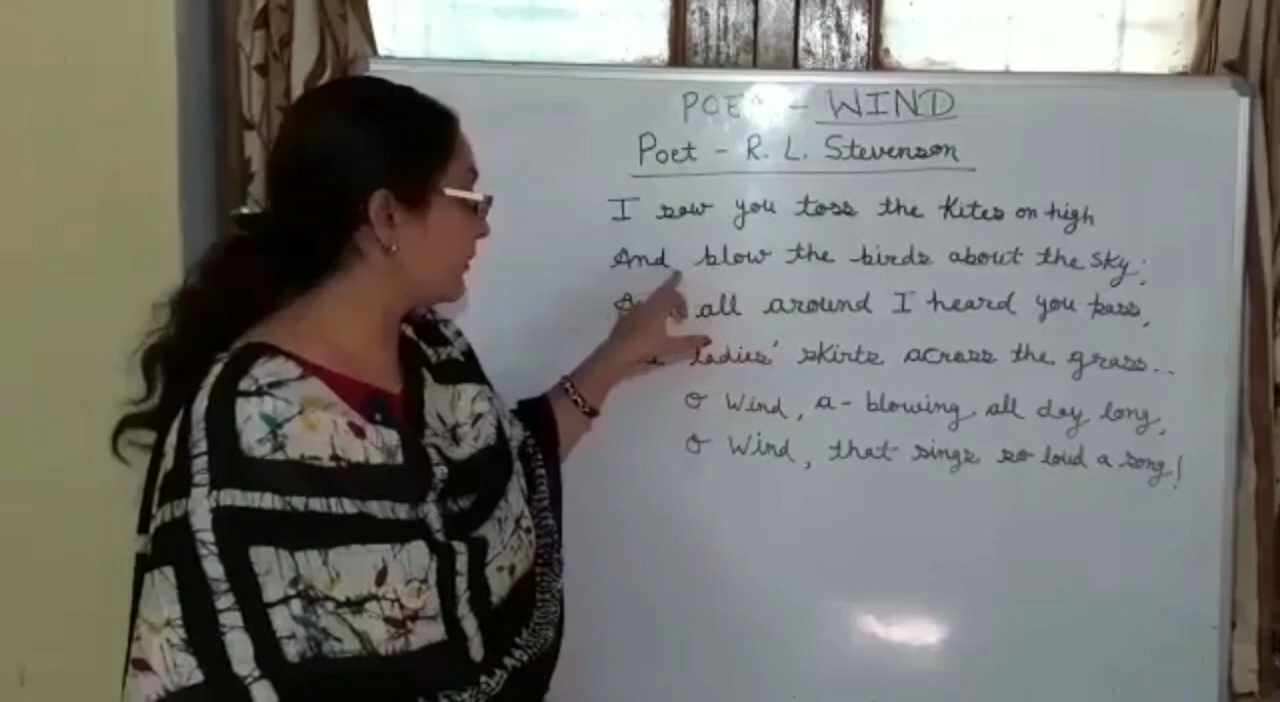 POEM - WIND
Poet - R. L. Stevenson
I saw you toss the Kites on high
And blow the birds about the sky;
all around I heard you pass,
ladies' skirts across the grass..
O Wind, a-blowing all day long,
O Wind, that sings so loud a song!